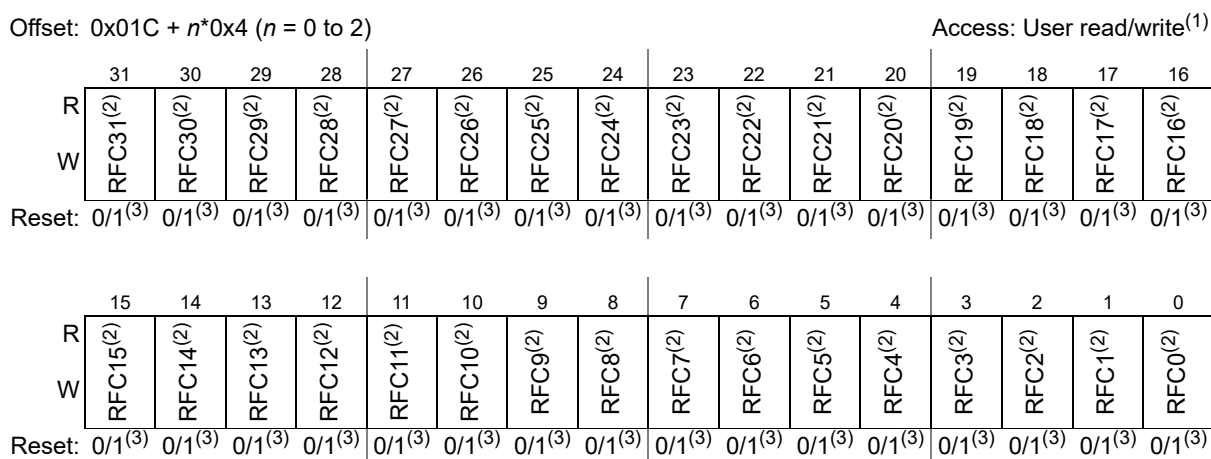 Offset: 0x01C + n*0x4 (n = 0 to 2) Access: User read/write(1)
31 30 29 28 27 26 25 24 23 22 21 20 19 18 17 16
R
RFC31(2) RFC30(2) RFC29(2) RFC28(2) RFC27(2) RFC26(2) RFC25(2) RFC24(2) RFC23(2) RFC22(2) RFC21(2) RFC20(2) RFC19(2) RFC18(2) RFC17(2) RFC16(2)
W
Reset: 0/1(3) 0/1(3) 0/1(3) 0/1(3) 0/1(3) 0/1(3) 0/1(3) 0/1(3) 0/1(3) 0/1(3) 0/1(3) 0/1(3) 0/1(3) 0/1(3) 0/1(3) 0/1(3)
15 14 13 12 11 10 9 8 7 6 5 4 3 2 1 0
R
RFC15(2) RFC14(2) RFC13(2) RFC12(2) RFC11(2) RFC10(2) RFC9(2) RFC8(2) RFC7(2) RFC6(2) RFC5(2) RFC4(2) RFC3(2) RFC2(2) RFC1(2) RFC0(2)
W
Reset: 0/1(3) 0/1(3) 0/1(3) 0/1(3) 0/1(3) 0/1(3) 0/1(3) 0/1(3) 0/1(3) 0/1(3) 0/1(3) 0/1(3) 0/1(3) 0/1(3) 0/1(3) 0/1(3)